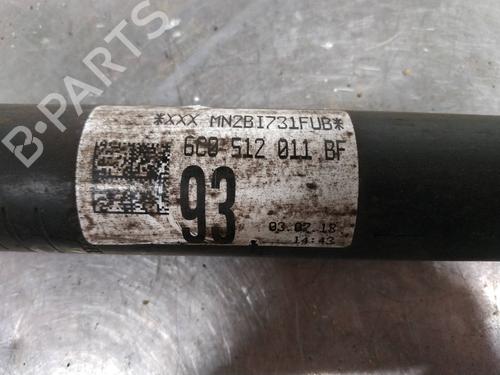 B-PARTS
*XXX MN2BI731FUB*
6C0 512 011 BF
93
03.02.18
14:43